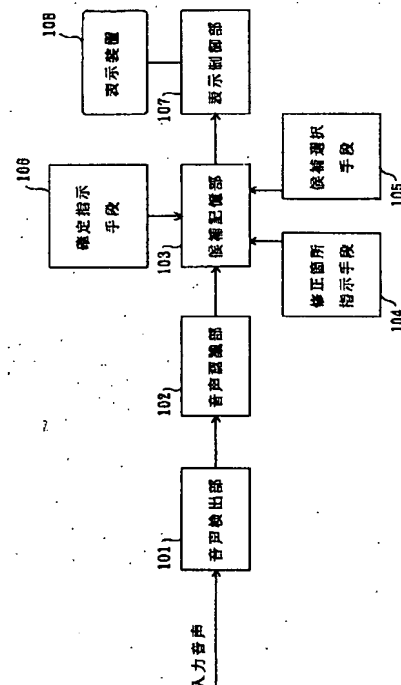 入力音声
101
音声検出部
102
音声認識部
103
候補記憶部
106
確定指示
手段
104
修正箇所
指示手段
105
候補選択
手段
107
表示制御部
108
表示装置